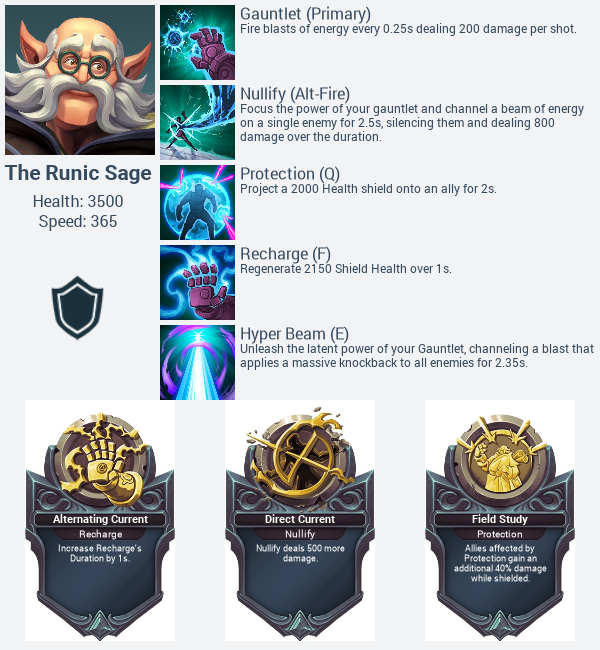 Gauntlet (Primary)
Fire blasts of energy every 0.25s dealing 200 damage per shot.
Nullify (Alt-Fire)
Focus the power of your gauntlet and channel a beam of energy
on a single enemy for 2.5s, silencing them and dealing 800
damage over the duration.
The Runic Sage
Health: 3500
Speed: 365
Protection (Q)
Project a 2000 Health shield onto an ally for 2s.
Recharge (F)
Regenerate 2150 Shield Health over 1s.
Hyper Beam (E)
Unleash the latent power of your Gauntlet, channeling a blast that
applies a massive knockback to all enemies for 2.35s.
Alternating Current
Recharge
Increase Recharge's
Duration by 1s.
Direct Current
Nullify
Nullify deals 500 more
damage.
Field Study
Protection
Allies affected by
Protection gain an
additional 40% damage
while shielded.